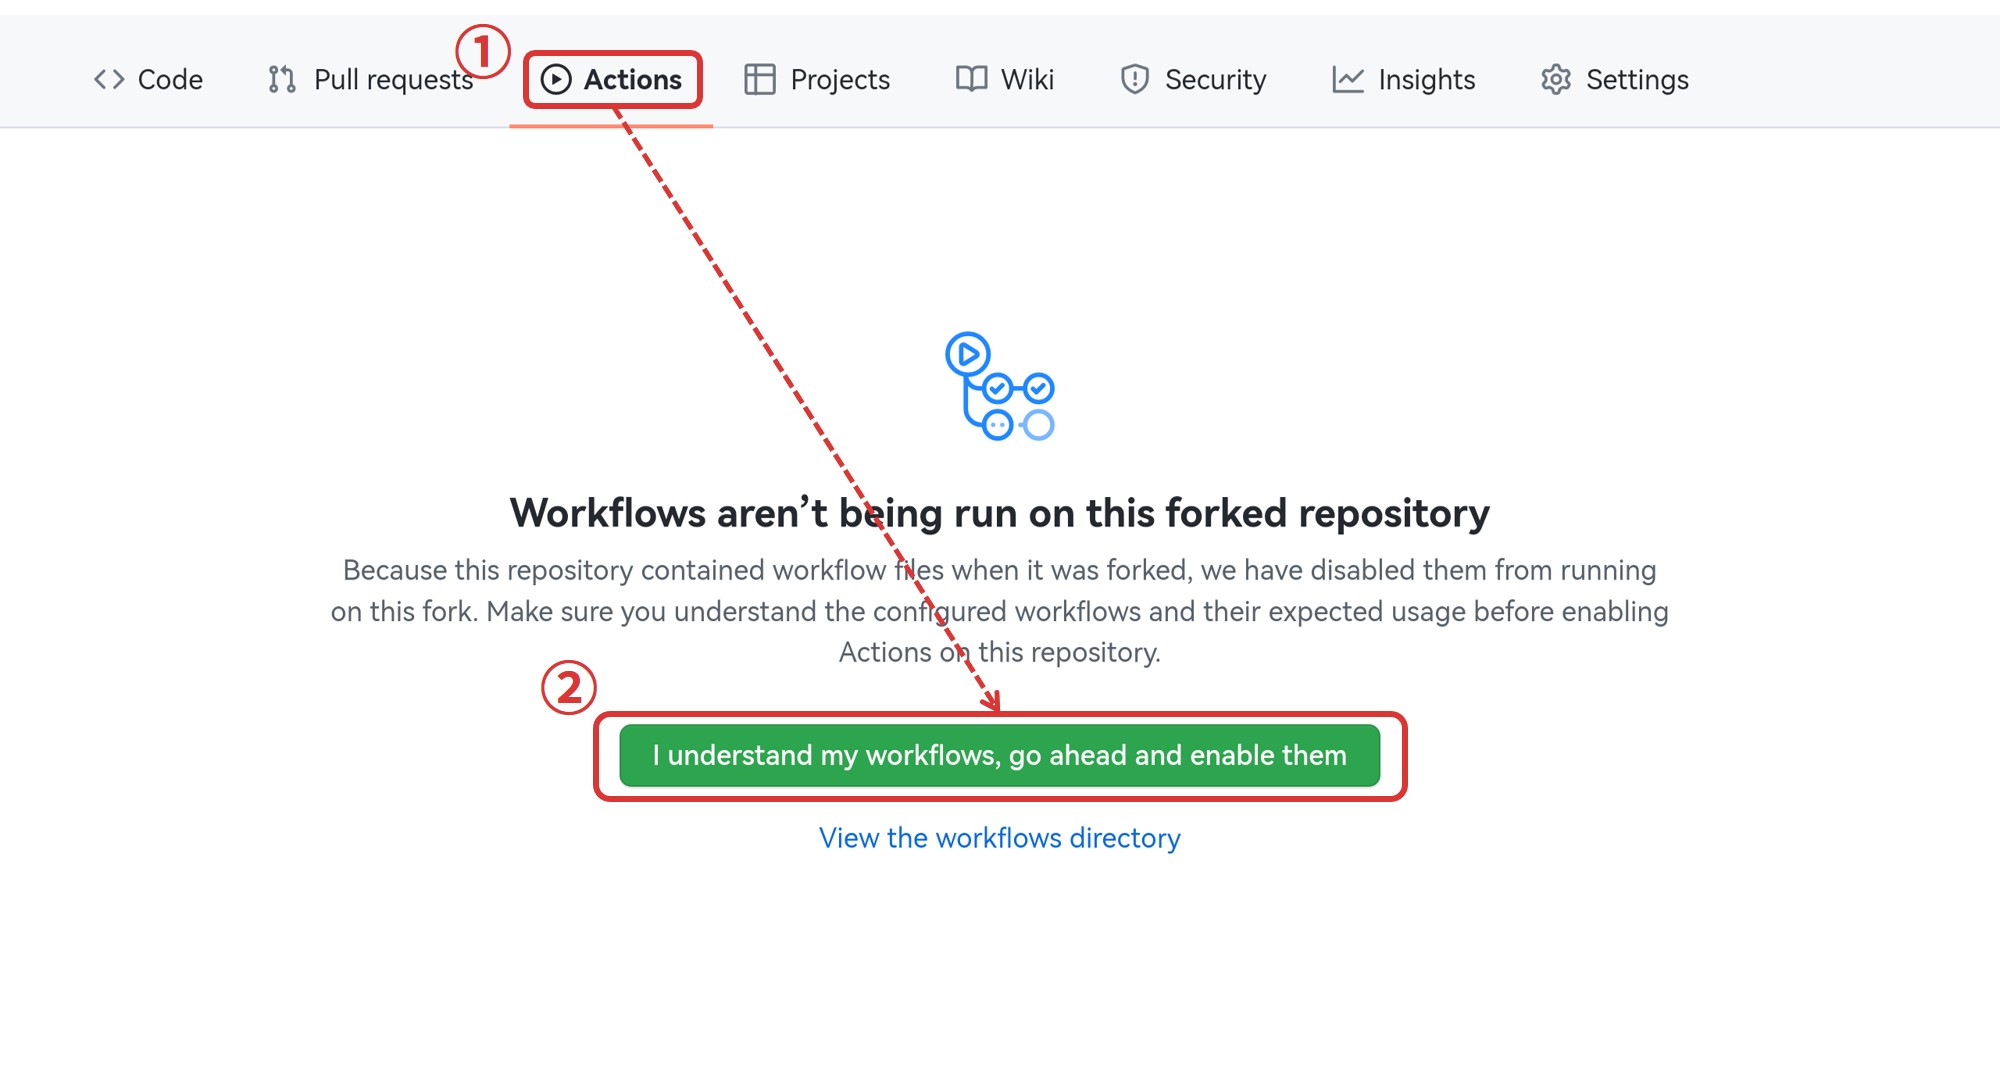 ①
Code Pull requests Actions Projects Wiki Security Insights Settings
Workflows aren’t being run on this forked repository
Because this repository contained workflow files when it was forked, we have disabled them from running
on this fork. Make sure you understand the configured workflows and their expected usage before enabling
Actions on this repository.
②
I understand my workflows, go ahead and enable them
View the workflows directory